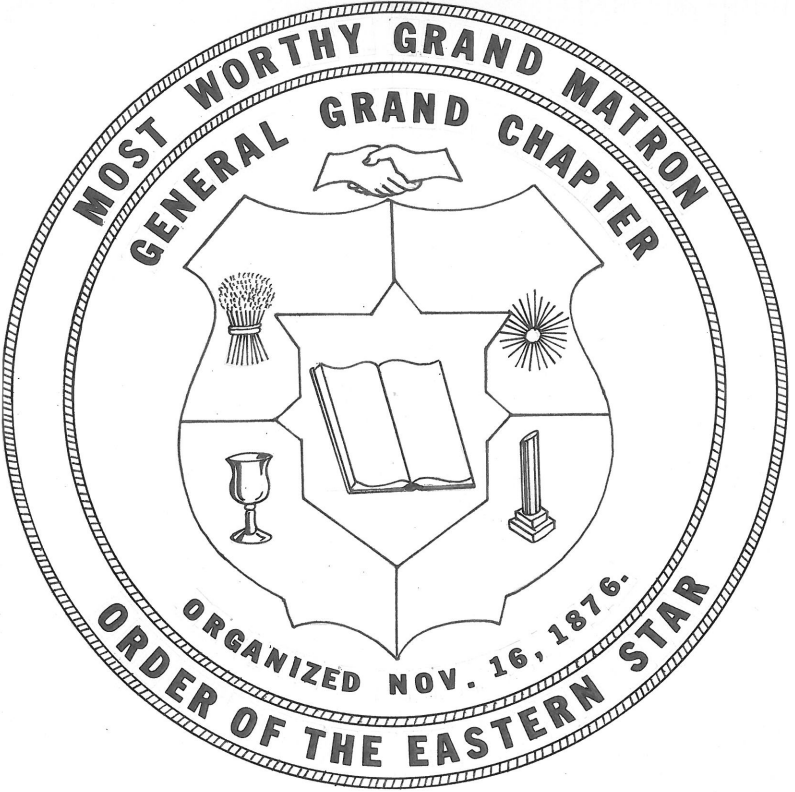 MOST WORTHY GRAND MATRON
GENERAL GRAND CHAPTER
ORGANIZED NOV. 16, 1876.
ORDER OF THE EASTERN STAR